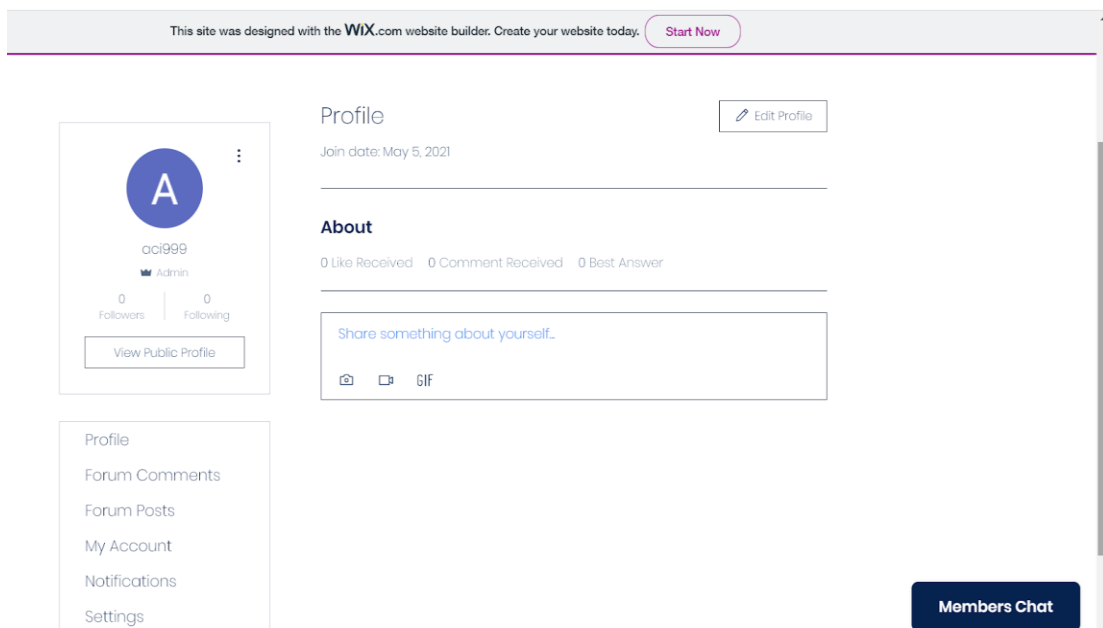 This site was designed with the WiX.com website builder. Create your website today. Start Now
A
aci999
Admin
0 0
Followers Following
View Public Profile
Profile
Forum Comments
Forum Posts
My Account
Notifications
Settings
Profile
Edit Profile
Join date: May 5, 2021
About
0 Like Received 0 Comment Received 0 Best Answer
Share something about yourself...
GIF
Members Chat